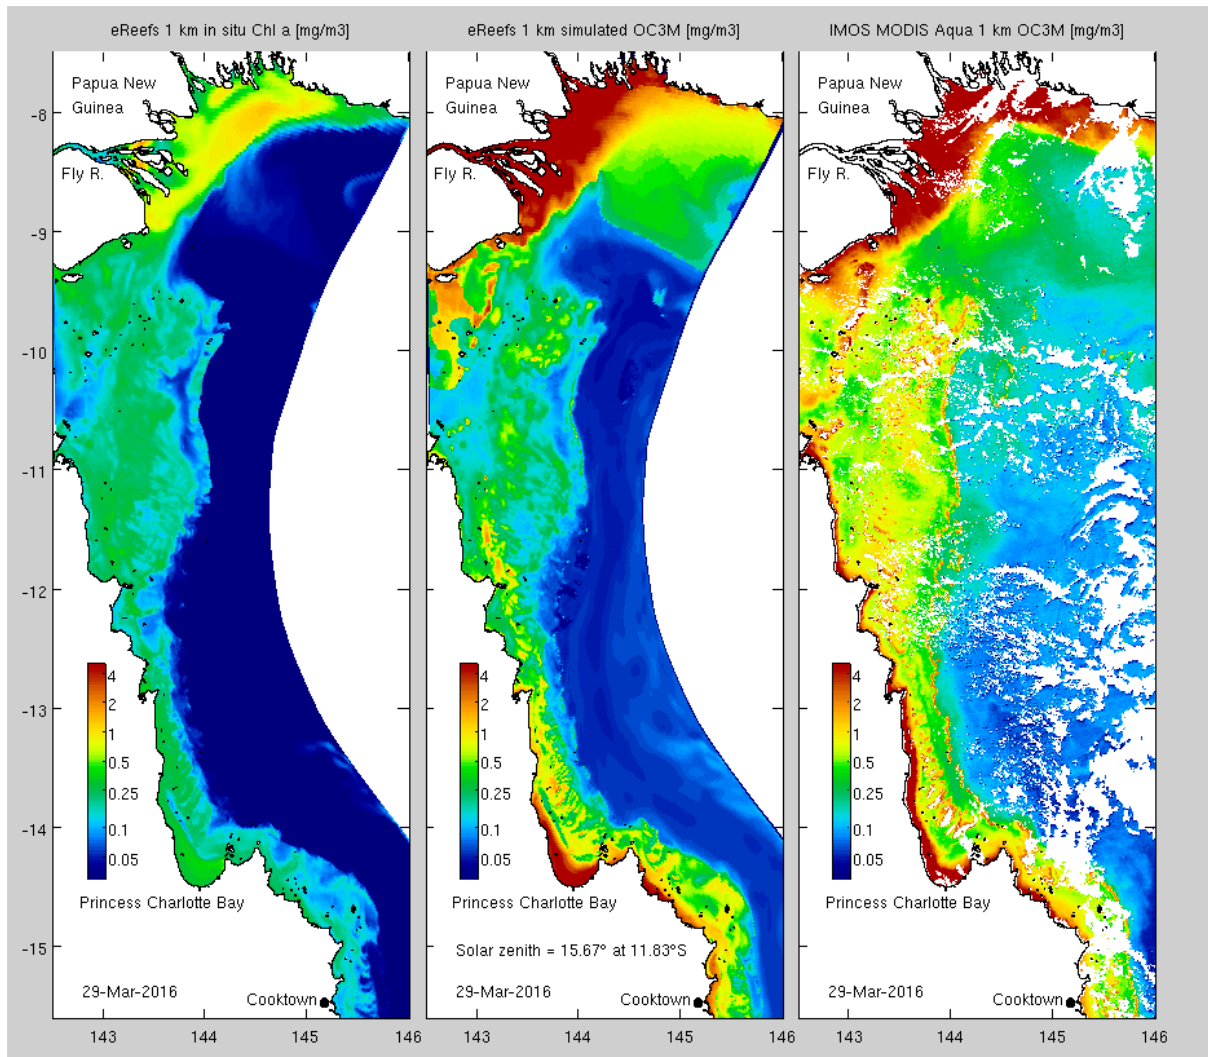 eReefs 1 km in situ Chl a [mg/m3]
Papua New
Guinea
Fly R.
-8
-9
-10
-11
-12
-13
-14
-15
4
2
1
0.5
0.25
0.1
0.05
Princess Charlotte Bay
29-Mar-2016
Cooktown
143
144
145
146
eReefs 1 km simulated OC3M [mg/m3]
Papua New
Guinea
Fly R.
4
2
1
0.5
0.25
0.1
0.05
Princess Charlotte Bay
Solar zenith = 15.67º at 11.83ºS
29-Mar-2016
Cooktown
143
144
145
146
IMOS MODIS Aqua 1 km OC3M [mg/m3]
Papua New
Guinea
Fly R.
4
2
1
0.5
0.25
0.1
0.05
Princess Charlotte Bay
29-Mar-2016
Cooktown
143
144
145
146